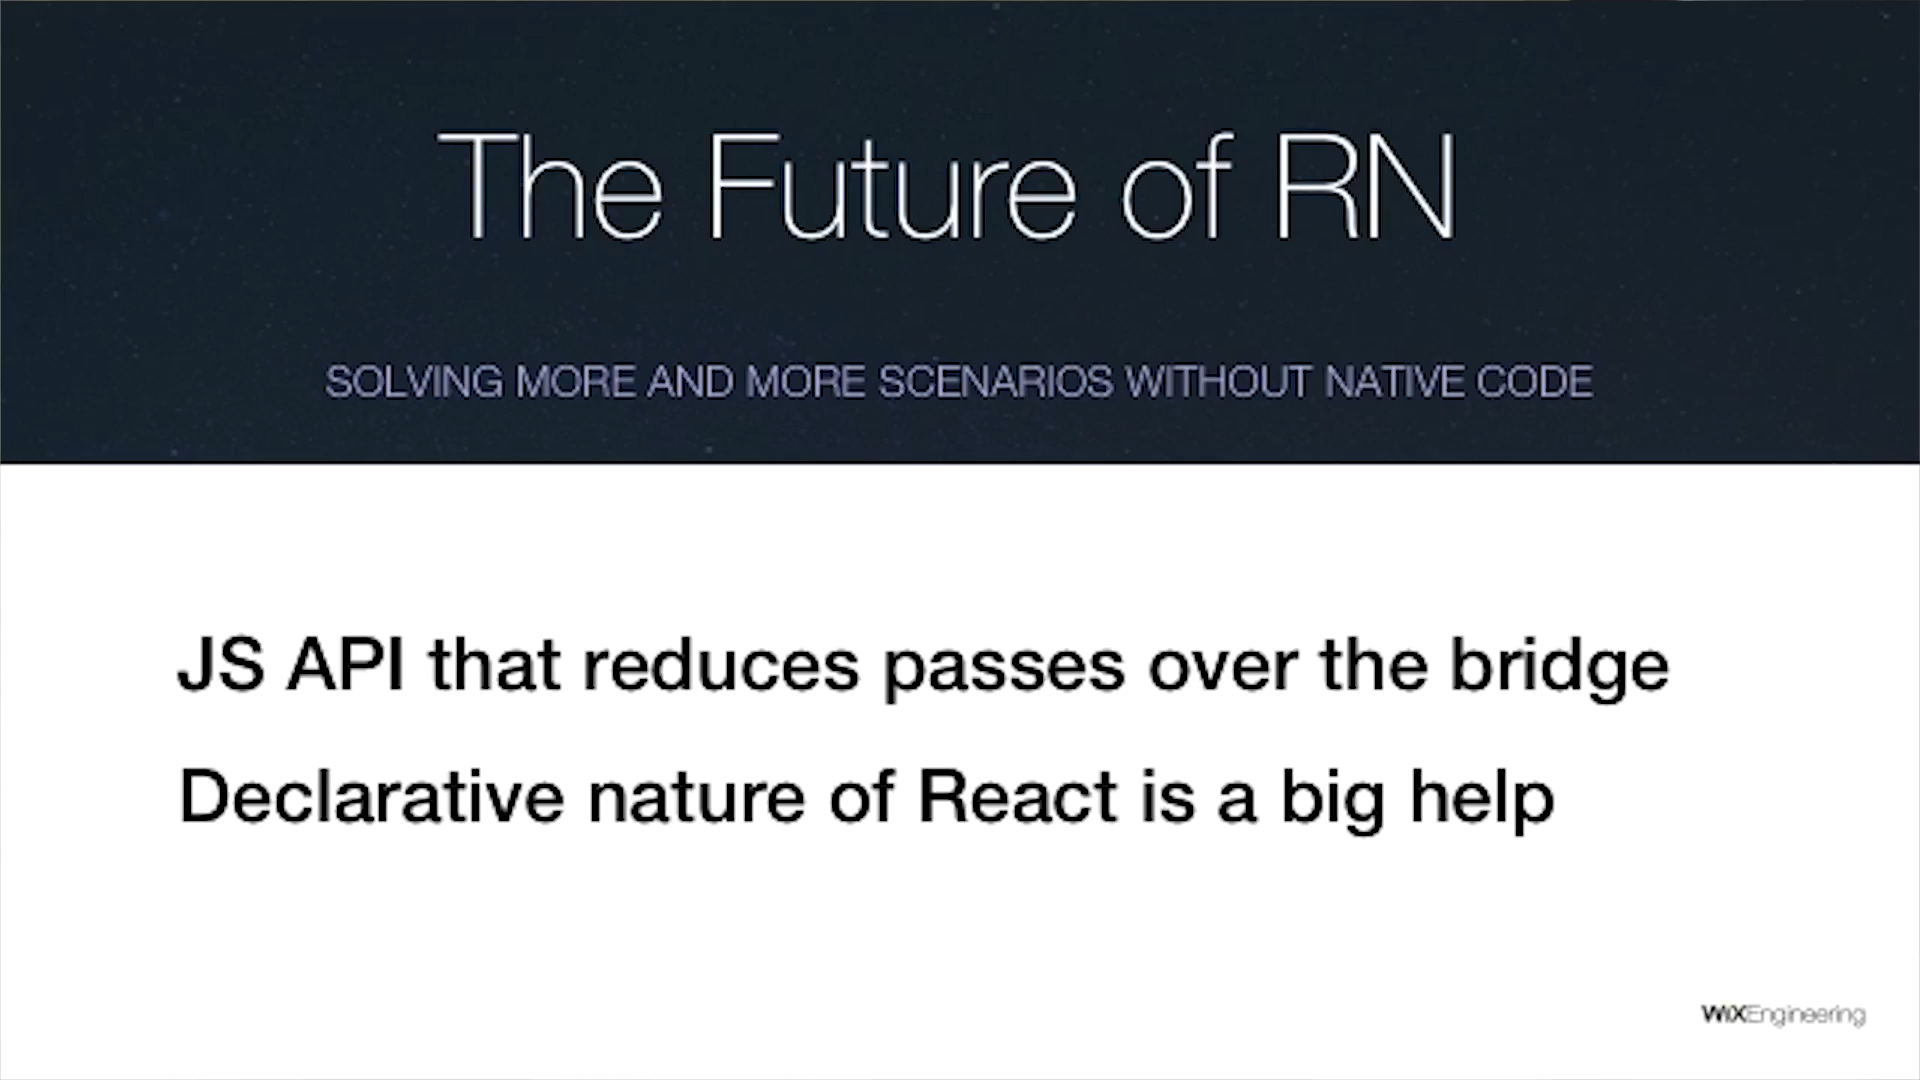 The Future of RN
SOLVING MORE AND MORE SCENARIOS WITHOUT NATIVE CODE
JS API that reduces passes over the bridge
Declarative nature of React is a big help
WiXEngineering